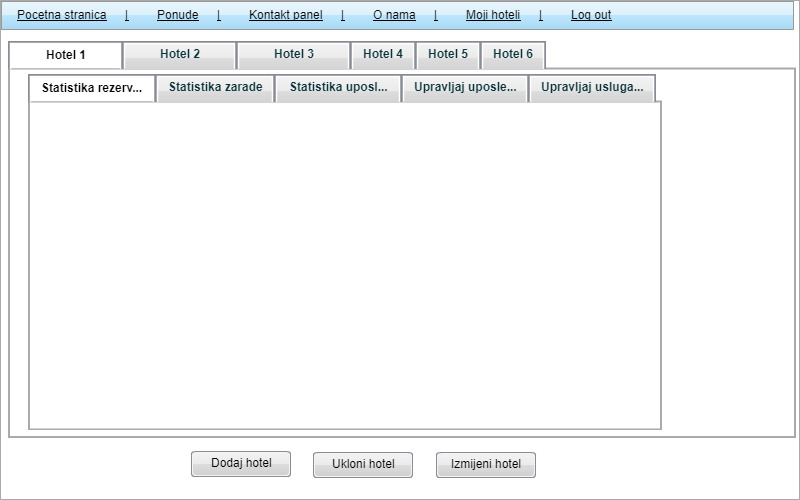 Pocetna stranica | Ponude | Kontakt panel | O nama | Moji hoteli | Log out
Hotel 1 Hotel 2 Hotel 3 Hotel 4 Hotel 5 Hotel 6
Statistika rezerv... Statistika zarade Statistika uposl... Upravljaj uposle... Upravljaj usluga...
Dodaj hotel Ukloni hotel Izmijeni hotel